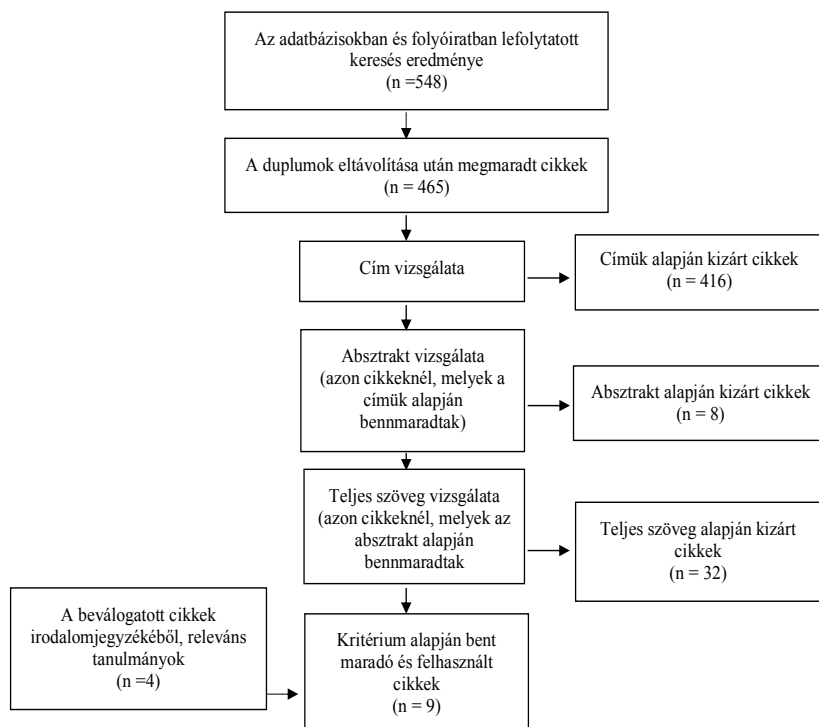 Az adatbázisokban és folyóiratban lefolytatott
keresés eredménye
(n =548)
A duplumok eltávolítása után megmaradt cikkek
(n = 465)
Cím vizsgálata
Címük alapján kizárt cikkek
(n = 416)
Absztrakt vizsgálata
(azon cikkeknél, melyek a
címük alapján
bennmaradtak)
Absztrakt alapján kizárt cikkek
(n = 8)
Teljes szöveg vizsgálata
(azon cikkeknél, melyek az
absztrakt alapján
bennmaradtak
Teljes szöveg alapján kizárt
cikkek
(n = 32)
A beválogatott cikkek
irodalomjegyzékéből, releváns
tanulmányok
(n =4)
Kritérium alapján bent
maradó és felhasznált
cikkek
(n = 9)